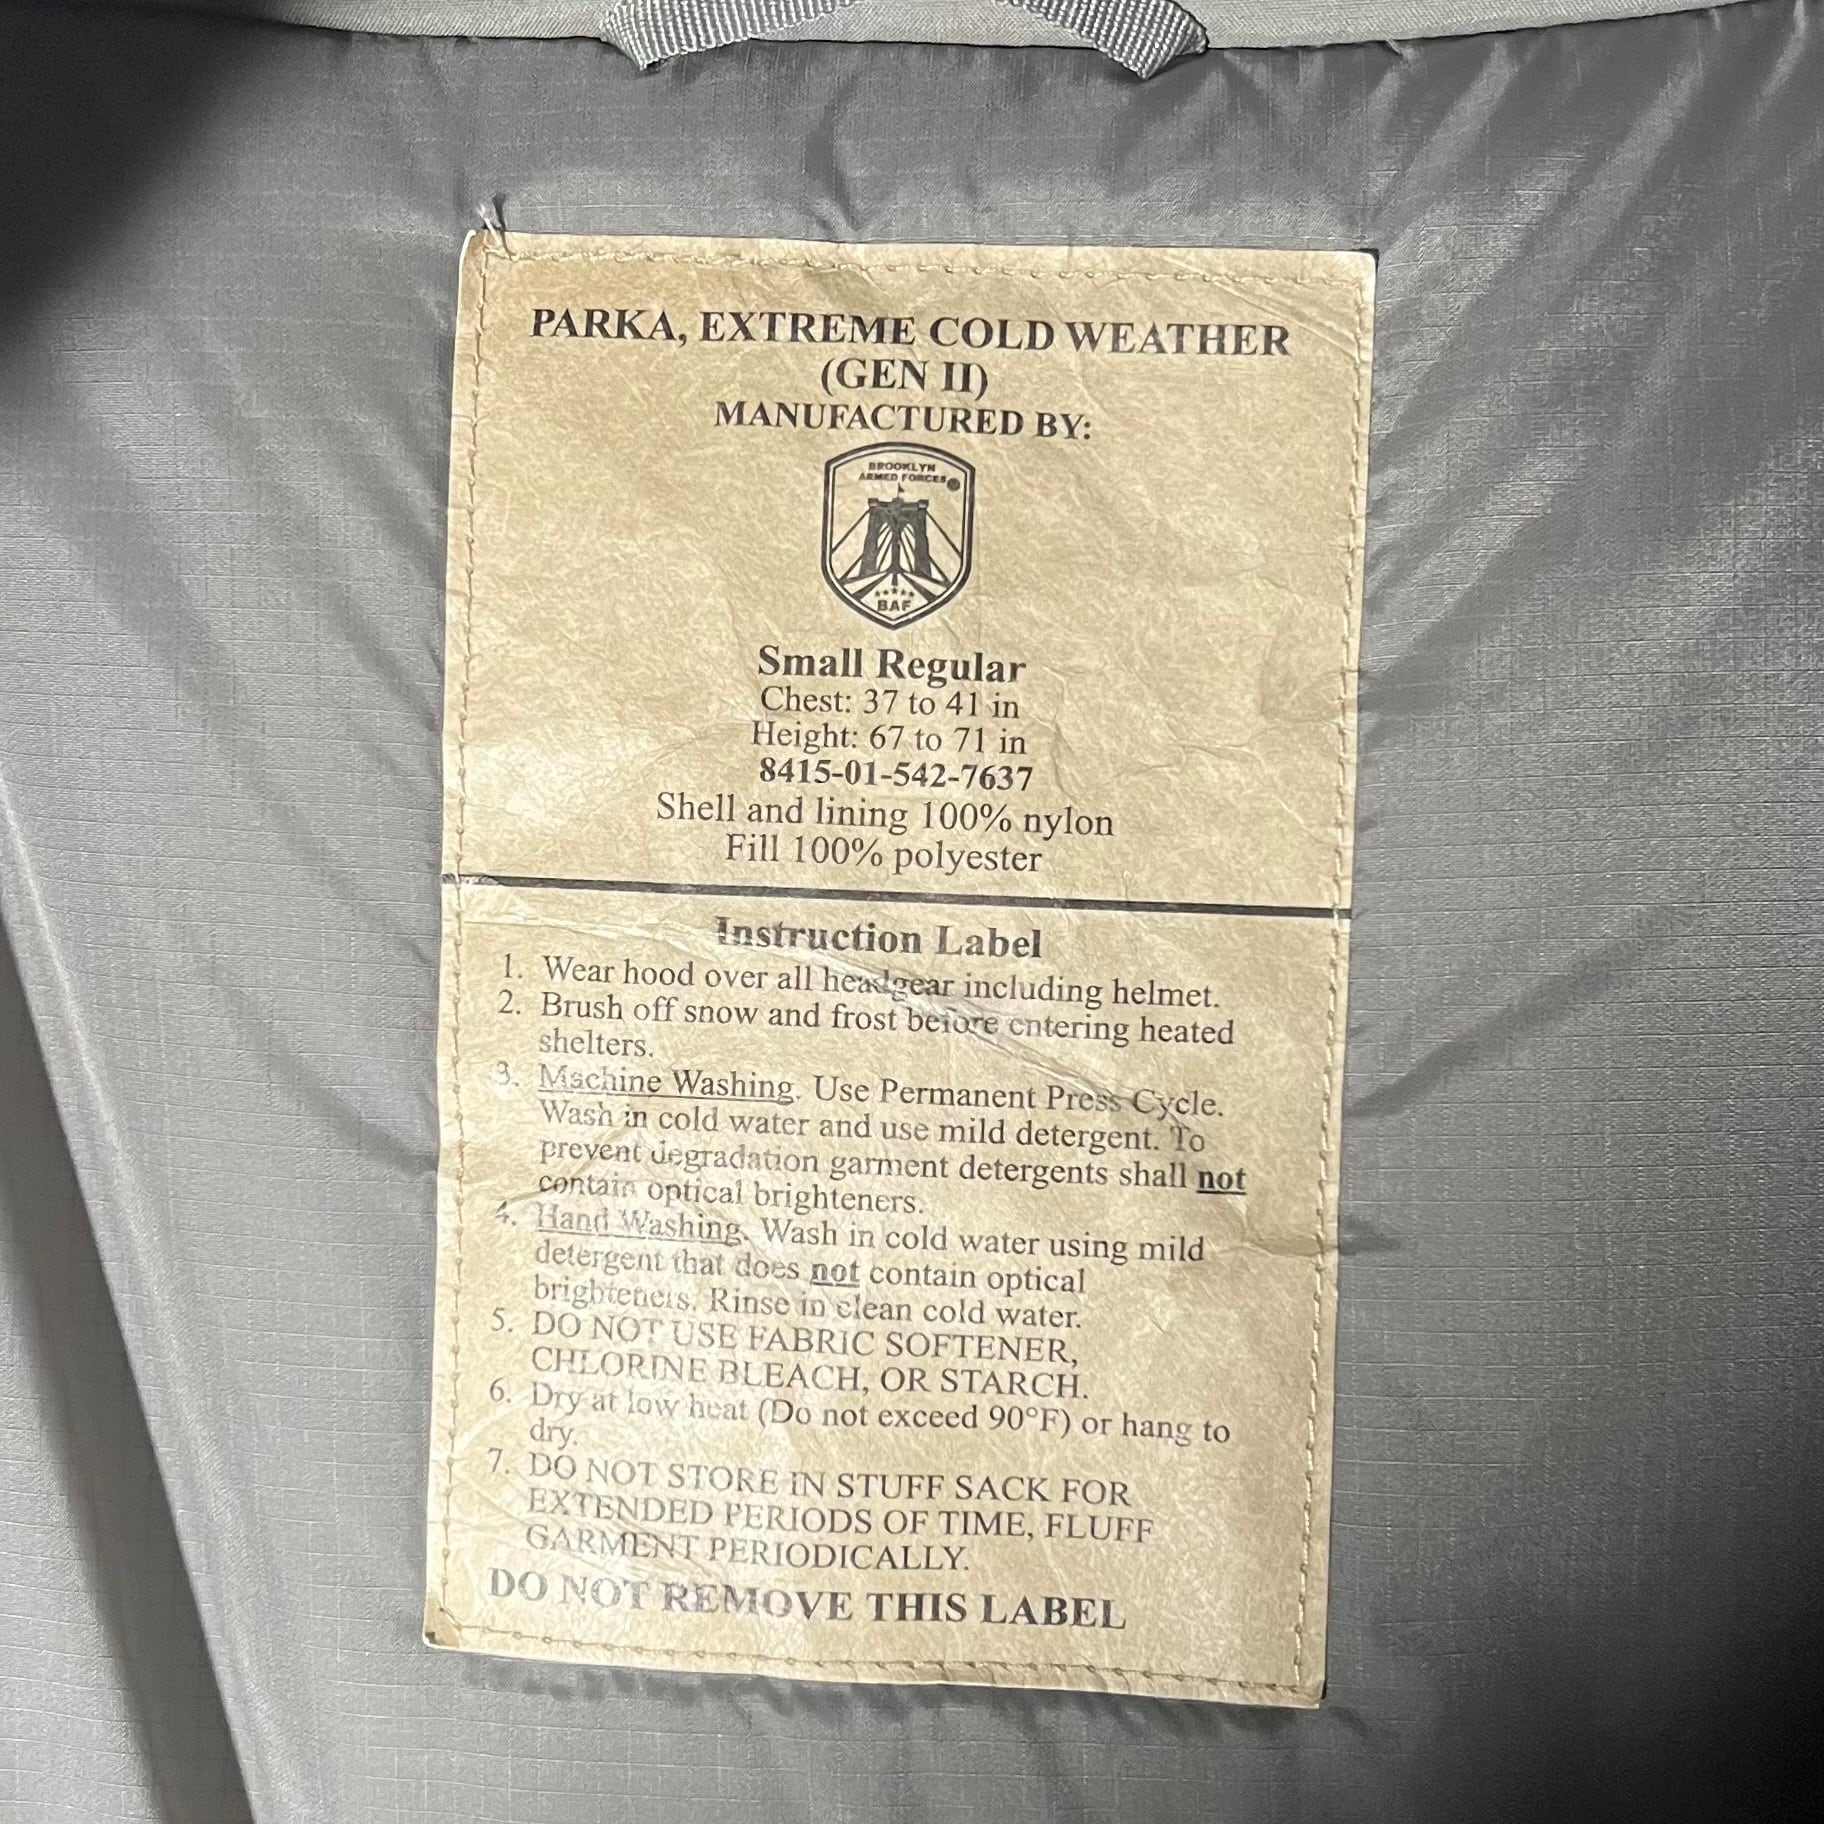 PARKA, EXTREME COLD WEATHER
(GEN II)
MANUFACTURED BY:
BROOKLYN
ARMED FORCES
BAF
Small Regular
Chest: 37 to 41 in
Height: 67 to 71 in
8415-01-542-7637
Shell and lining 100% nylon
Fill 100% polyester
Instruction Label
1. Wear hood over all headgear including helmet.
2. Brush off snow and frost before entering heated
shelters.
3. Machine Washing. Use Permanent Press Cycle.
Wash in cold water and use mild detergent. To
prevent degradation garment detergents shall not
contain optical brighteners.
4. Hand Washing. Wash in cold water using mild
detergent that does not contain optical
brighteners. Rinse in clean cold water.
5. DO NOT USE FABRIC SOFTENER,
CHLORINE BLEACH, OR STARCH.
6. Dry at low heat (Do not exceed 90°F) or hang to
dry.
7. DO NOT STORE IN STUFF SACK FOR
EXTENDED PERIODS OF TIME, FLUFF
GARMENT PERIODICALLY.
DO NOT REMOVE THIS LABEL